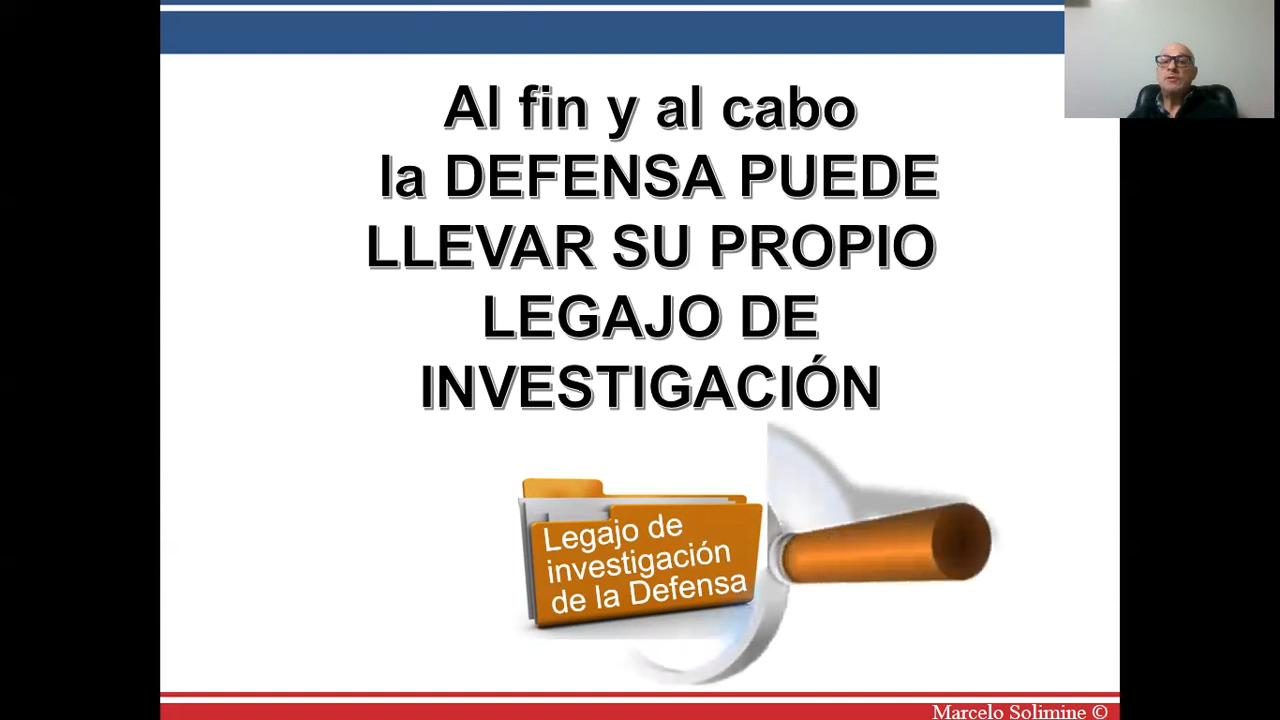 Al fin y al cabo
la DEFENSA PUEDE
LLEVAR SU PROPIO
LEGAJO DE
INVESTIGACIÓN
Legajo de
investigación
de la Defensa
Marcelo Solimine ©